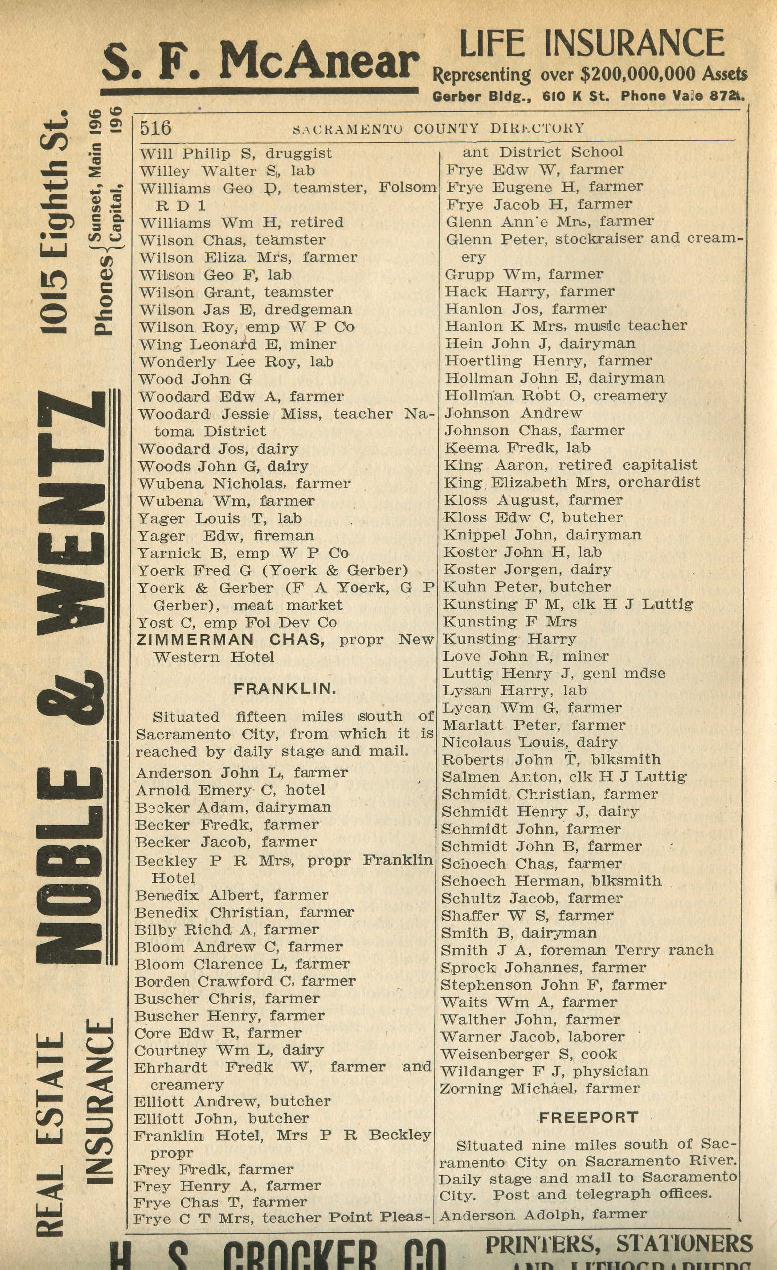 S. F. McAnear
LIFE INSURANCE
Representing over $200,000,000 Assets
Gerber Bldg., 610 K St. Phone Vale 872.
REAL ESTATE
INSURANCE
NOBLE & WENTZ
1015 Eighth St.
Phones { Sunset, Main 196
Capital, 196
516
SACRAMENTO COUNTY DIRECTORY
Will Philip S, druggist
Willey Walter S, lab
Williams Geo D, teamster, Folsom
R D 1
Williams Wm H, retired
Wilson Chas, teamster
Wilson Eliza Mrs, farmer
Wilson Geo F, lab
Wilson Grant, teamster
Wilson Jas E, dredgeman
Wilson Roy, emp W P Co
Wing Leonard E, miner
Wonderly Lee Roy, lab
Wood John G
Woodard Edw A, farmer
Woodard Jessie Miss, teacher Na-
toma District
Woodard Jos, dairy
Woods John G, dairy
Wubena Nicholas, farmer
Wubena Wm, farmer
Yager Louis T, lab
Yager Edw, fireman
Yarnick B, emp W P Co
Yoerk Fred G (Yoerk & Gerber)
Yoerk & Gerber (F A Yoerk, G P
Gerber), meat market
Yost C, emp Fol Dev Co
ZIMMERMAN CHAS, propr New
Western Hotel
FRANKLIN.
Situated fifteen miles south of
Sacramento City, from which it is
reached by daily stage and mail.
Anderson John L, farmer
Arnold Emery C, hotel
Becker Adam, dairyman
Becker Fredk, farmer
Becker Jacob, farmer
Beckley P R Mrs, propr Franklin
Hotel
Benedix Albert, farmer
Benedix Christian, farmer
Bilby Richd A, farmer
Bloom Andrew C, farmer
Bloom Clarence L, farmer
Borden Crawford C, farmer
Buscher Chris, farmer
Buscher Henry, farmer
Core Edw R, farmer
Courtney Wm L, dairy
Ehrhardt Fredk W, farmer and
creamery
Elliott Andrew, butcher
Elliott John, butcher
Franklin Hotel, Mrs P R Beckley
propr
Frey Fredk, farmer
Frey Henry A, farmer
Frye Chas T, farmer
Frye C T Mrs, teacher Point Pleas-
ant District School
Frye Edw W, farmer
Frye Eugene H, farmer
Frye Jacob H, farmer
Glenn Annie Mrs, farmer
Glenn Peter, stockraiser and cream-
ery
Grupp Wm, farmer
Hack Harry, farmer
Hanlon Jos, farmer
Hanlon K Mrs, music teacher
Hein John J, dairyman
Hoertling Henry, farmer
Hollman John E, dairyman
Hollman Robt O, creamery
Johnson Andrew
Johnson Chas, farmer
Keema Fredk, lab
King Aaron, retired capitalist
King Elizabeth Mrs, orchardist
Kloss August, farmer
Kloss Edw C, butcher
Knippel John, dairyman
Koster John H, lab
Koster Jorgen, dairy
Kuhn Peter, butcher
Kunsting F M, clk H J Luttig
Kunsting F Mrs
Kunsting Harry
Love John R, miner
Luttig Henry J, genl mdse
Lysan Harry, lab
Lycan Wm G, farmer
Marlatt Peter, farmer
Nicolaus Louis, dairy
Roberts John T, blksmith
Salmen Anton, clk H J Luttig
Schmidt Christian, farmer
Schmidt Henry J, dairy
Schmidt John, farmer
Schmidt John B, farmer
Schoech Chas, farmer
Schoech Herman, blksmith
Schultz Jacob, farmer
Shaffer W S, farmer
Smith B, dairyman
Smith J A, foreman Terry ranch
Sprock Johannes, farmer
Stephenson John F, farmer
Waits Wm A, farmer
Walther John, farmer
Warner Jacob, laborer
Weisenberger S, cook
Wildanger F J, physician
Zorning Michael, farmer
FREEPORT
Situated nine miles south of Sac-
ramento City on Sacramento River.
Daily stage and mail to Sacramento
City. Post and telegraph offices.
Anderson Adolph, farmer
H. S. CROCKER CO
PRINTERS, STATIONERS
AND LITHOGRAPHERS